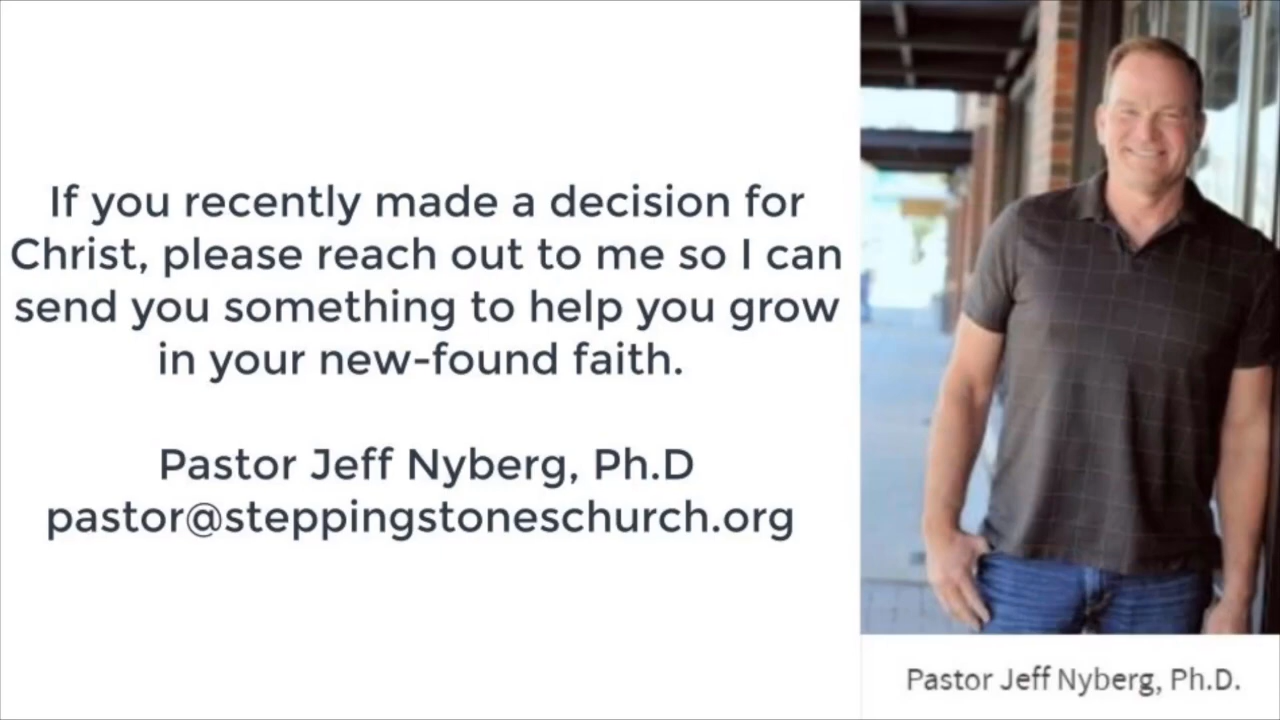 If you recently made a decision for
Christ, please reach out to me so I can
send you something to help you grow
in your new-found faith.
Pastor Jeff Nyberg, Ph.D
pastor@steppingstoneschurch.org
Pastor Jeff Nyberg, Ph.D.